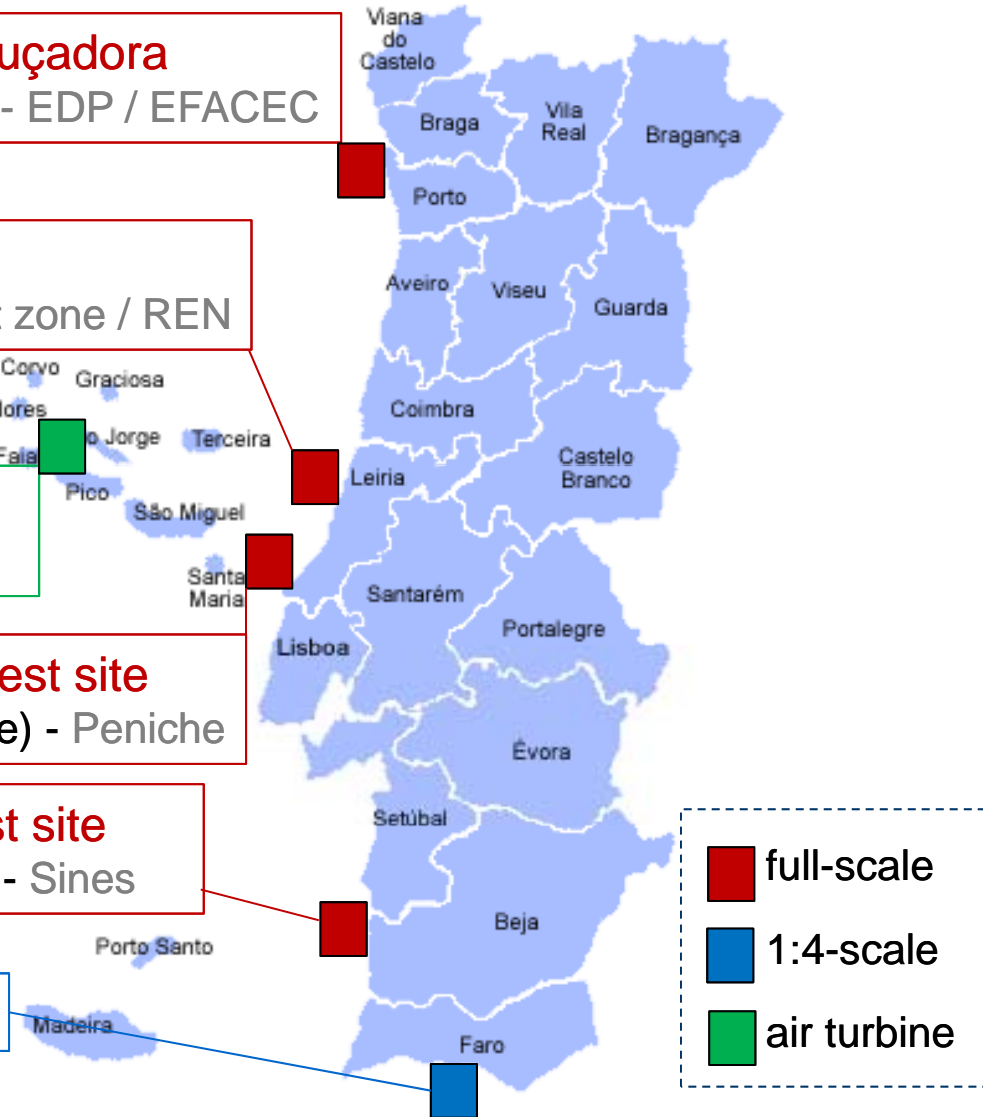 Viana
do
Castelo
uçadora
- EDP / EFACEC
Braga
Vila
Real
Bragança
Porto
Aveiro
Viseu
Guarda
zone / REN
Corvo
Graciosa
Coimbra
ores
o Jorge
Terceira
Faia
Leiria
Castelo
Branco
Pico
São Miguel
Santa
Maria
Santarém
Portalegre
Lisboa
est site
e) - Peniche
Évora
Setúbal
st site
- Sines
full-scale
1:4-scale
air turbine
Beja
Porto Santo
Madeira
Faro